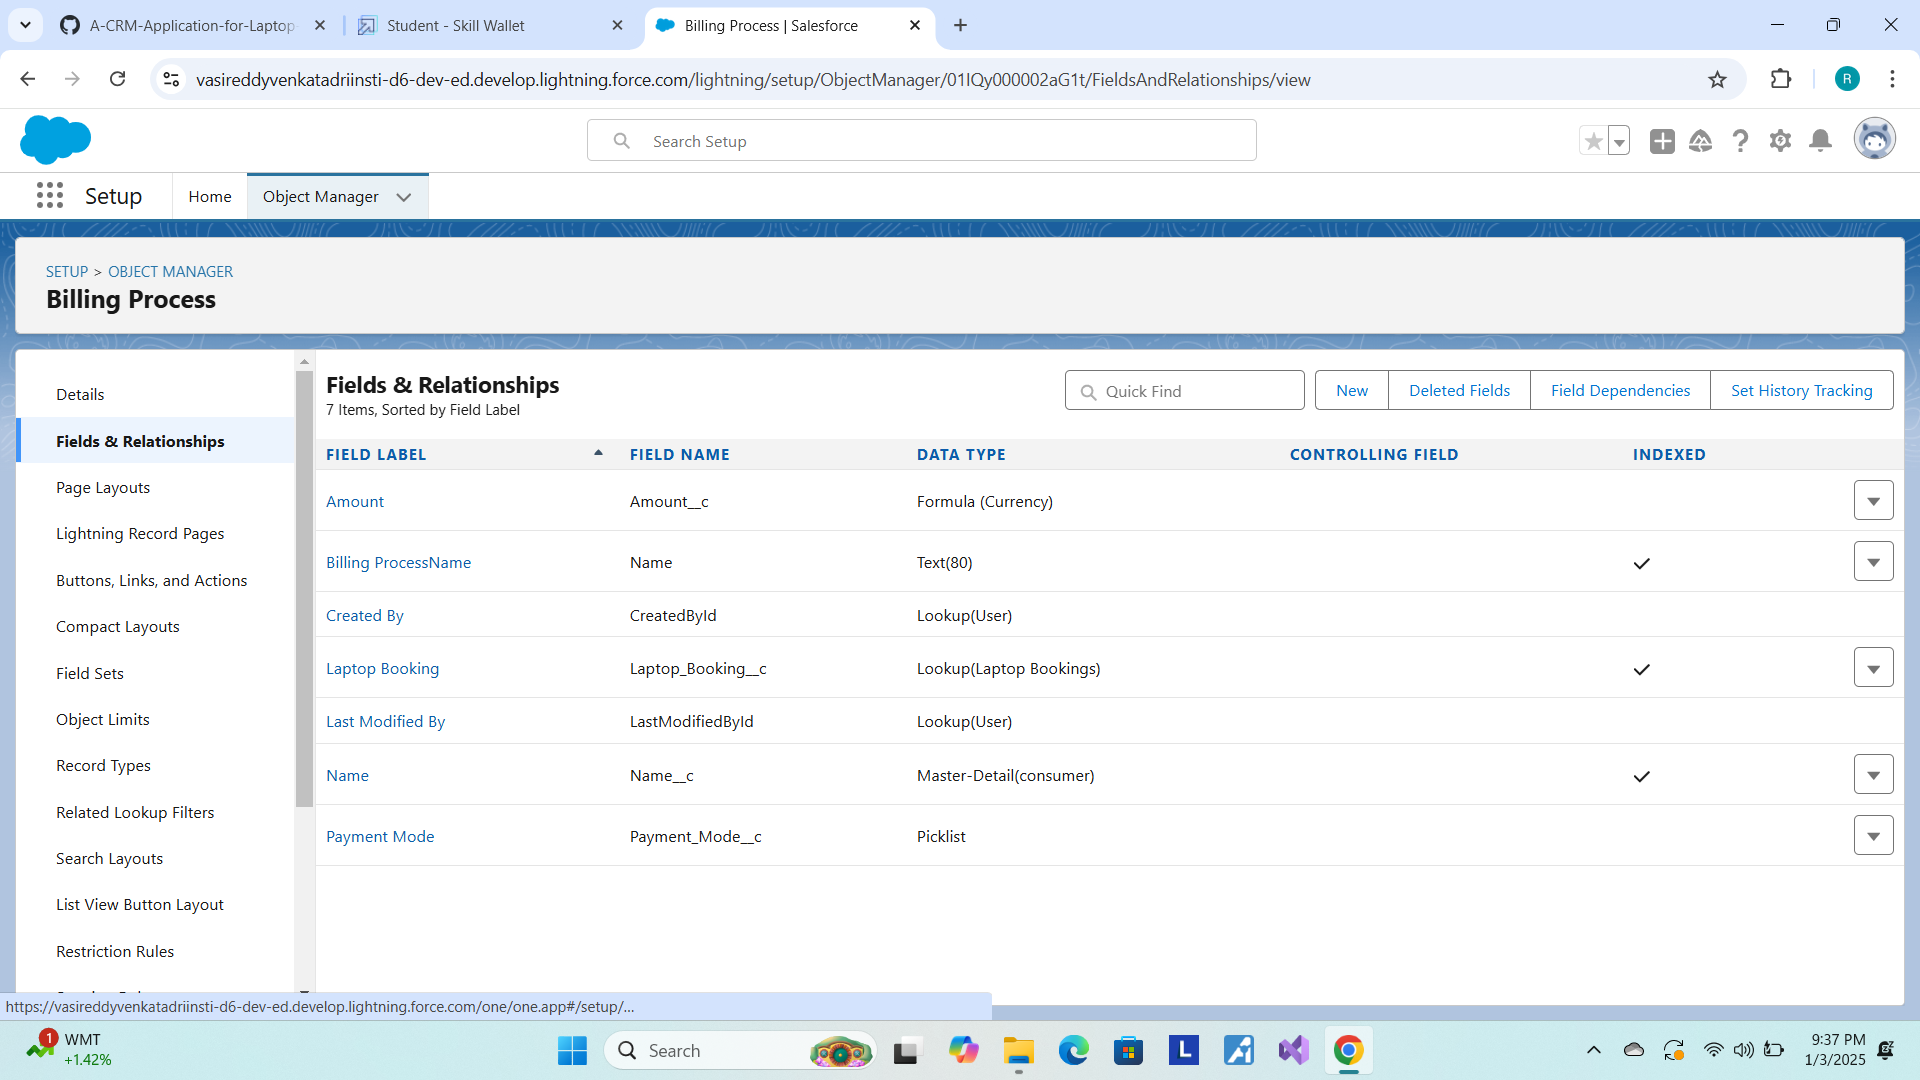 A-CRM-Application-for-Laptop-
Student - Skill Wallet
Billing Process | Salesforce
vasireddyvenkatadriinsti-d6-dev-ed.develop.lightning.force.com/lightning/setup/ObjectManager/01IQy000002aG1t/FieldsAndRelationships/view
R
Search Setup
Setup
Home
Object Manager
SETUP > OBJECT MANAGER
Billing Process
Details
Fields & Relationships
Page Layouts
Lightning Record Pages
Buttons, Links, and Actions
Compact Layouts
Field Sets
Object Limits
Record Types
Related Lookup Filters
Search Layouts
List View Button Layout
Restriction Rules
Fields & Relationships
7 Items, Sorted by Field Label
Quick Find
New
Deleted Fields
Field Dependencies
Set History Tracking
FIELD LABEL FIELD NAME DATA TYPE CONTROLLING FIELD INDEXED
Amount Amount__c Formula (Currency)
Billing ProcessName Name Text(80)
Created By CreatedById Lookup(User)
Laptop Booking Laptop_Booking__c Lookup(Laptop Bookings)
Last Modified By LastModifiedById Lookup(User)
Name Name__c Master-Detail(consumer)
Payment Mode Payment_Mode__c Picklist
https://vasireddyvenkatadriinsti-d6-dev-ed.develop.lightning.force.com/one/one.app#/setup/...
1
WMT
+1.42%
Search
L
9:37 PM
1/3/2025